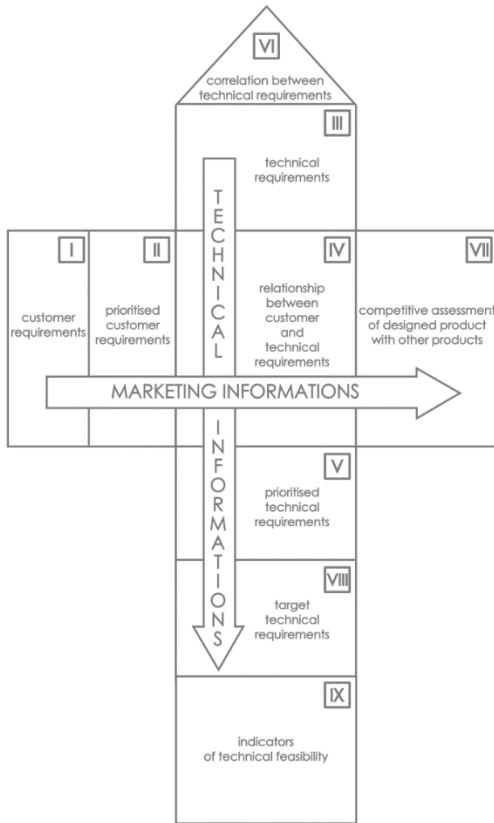 VI
correlation between
technical requirements
III
technical
requirements
TECHNICAL INFORMATIONS
I
customer
requirements
II
prioritised
customer
requirements
IV
relationship
between
customer
and
technical
requirements
VII
competitive assessment
of designed product
with other products
MARKETING INFORMATIONS
V
prioritised
technical
requirements
VIII
target
technical
requirements
IX
indicators
of technical feasibility